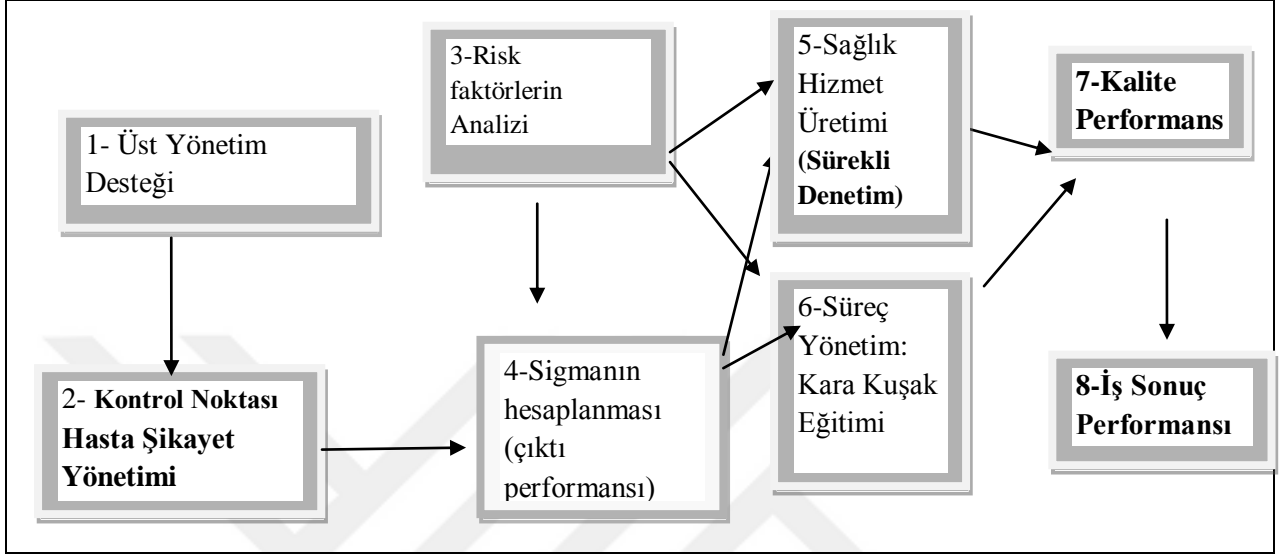 1- Üst Yönetim
Desteği
2- Kontrol Noktası
Hasta Şikayet
Yönetimi
3-Risk
faktörlerin
Analizi
4-Sigmanın
hesaplanması
(çıktı
performansı)
5-Sağlık
Hizmet
Üretimi
(Sürekli
Denetim)
6-Süreç
Yönetim:
Kara Kuşak
Eğitimi
7-Kalite
Performans
8-İş Sonuç
Performansı